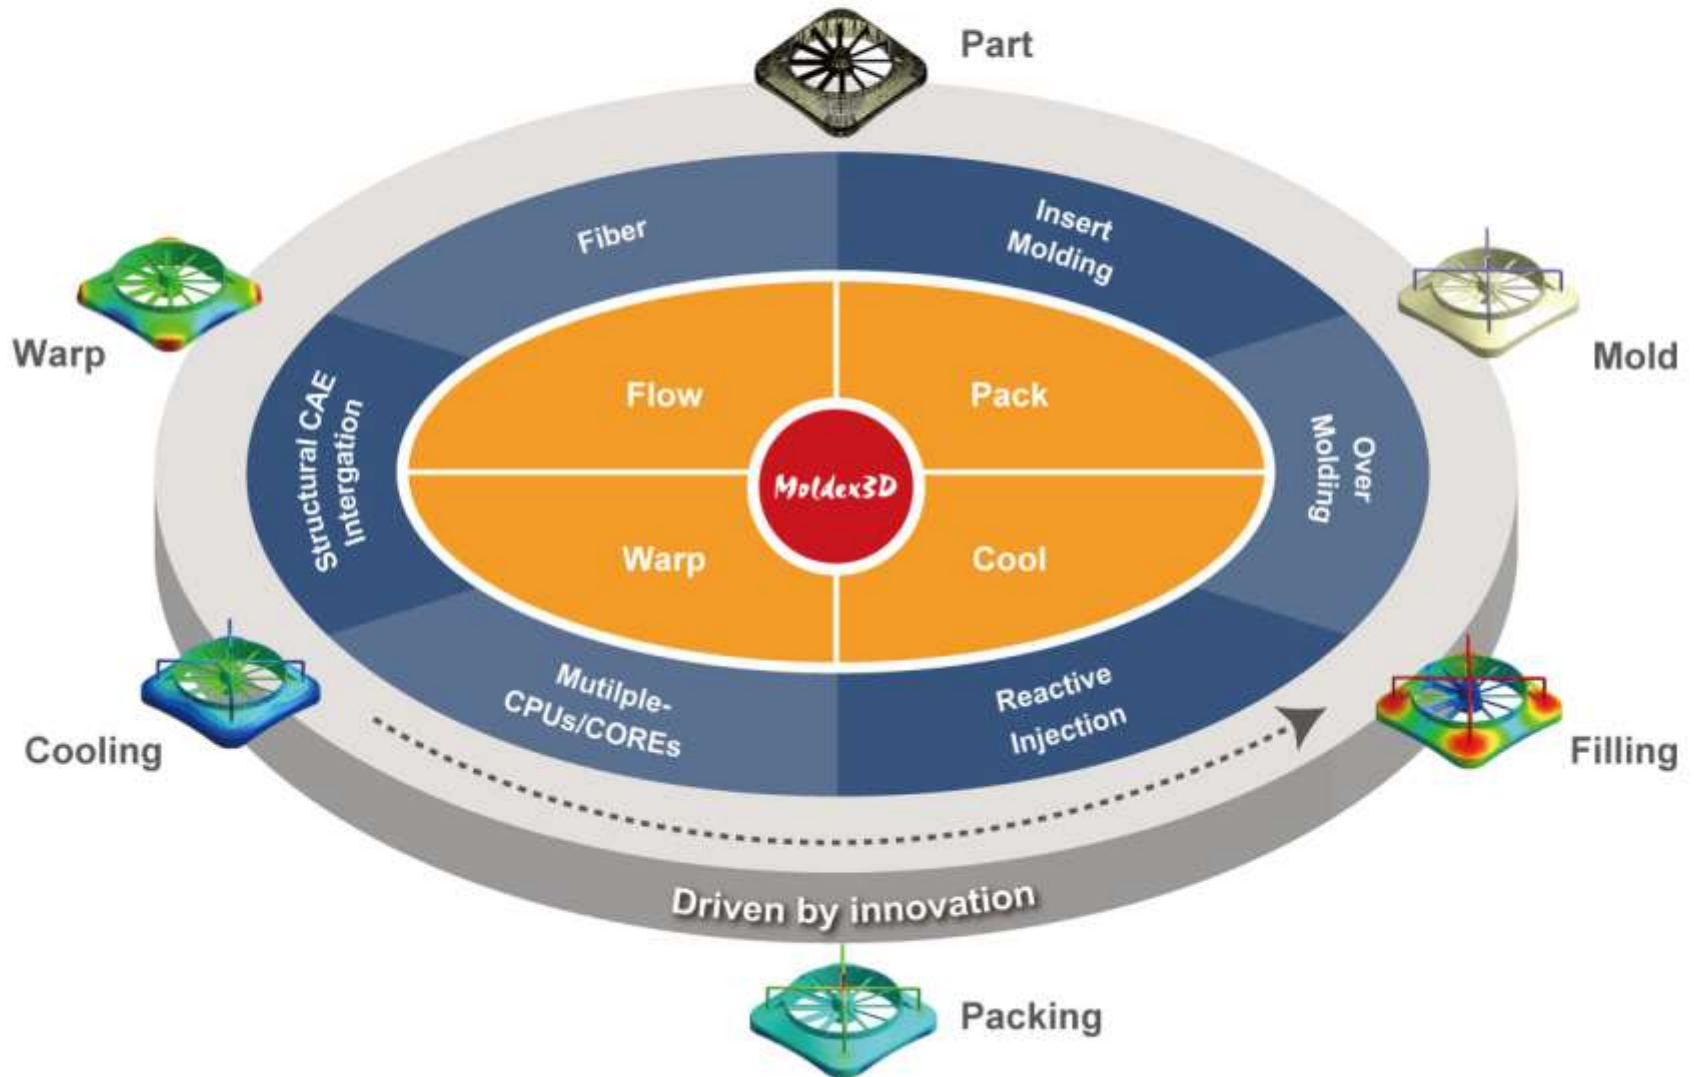 Part
Fiber
Insert
Molding
Warp
Mold
Flow
Pack
Structural CAE
Intergation
Over
Molding
Moldex3D
Warp
Cool
Mutilple-
CPUs/COREs
Reactive
Injection
Cooling
Filling
Driven by innovation
Packing